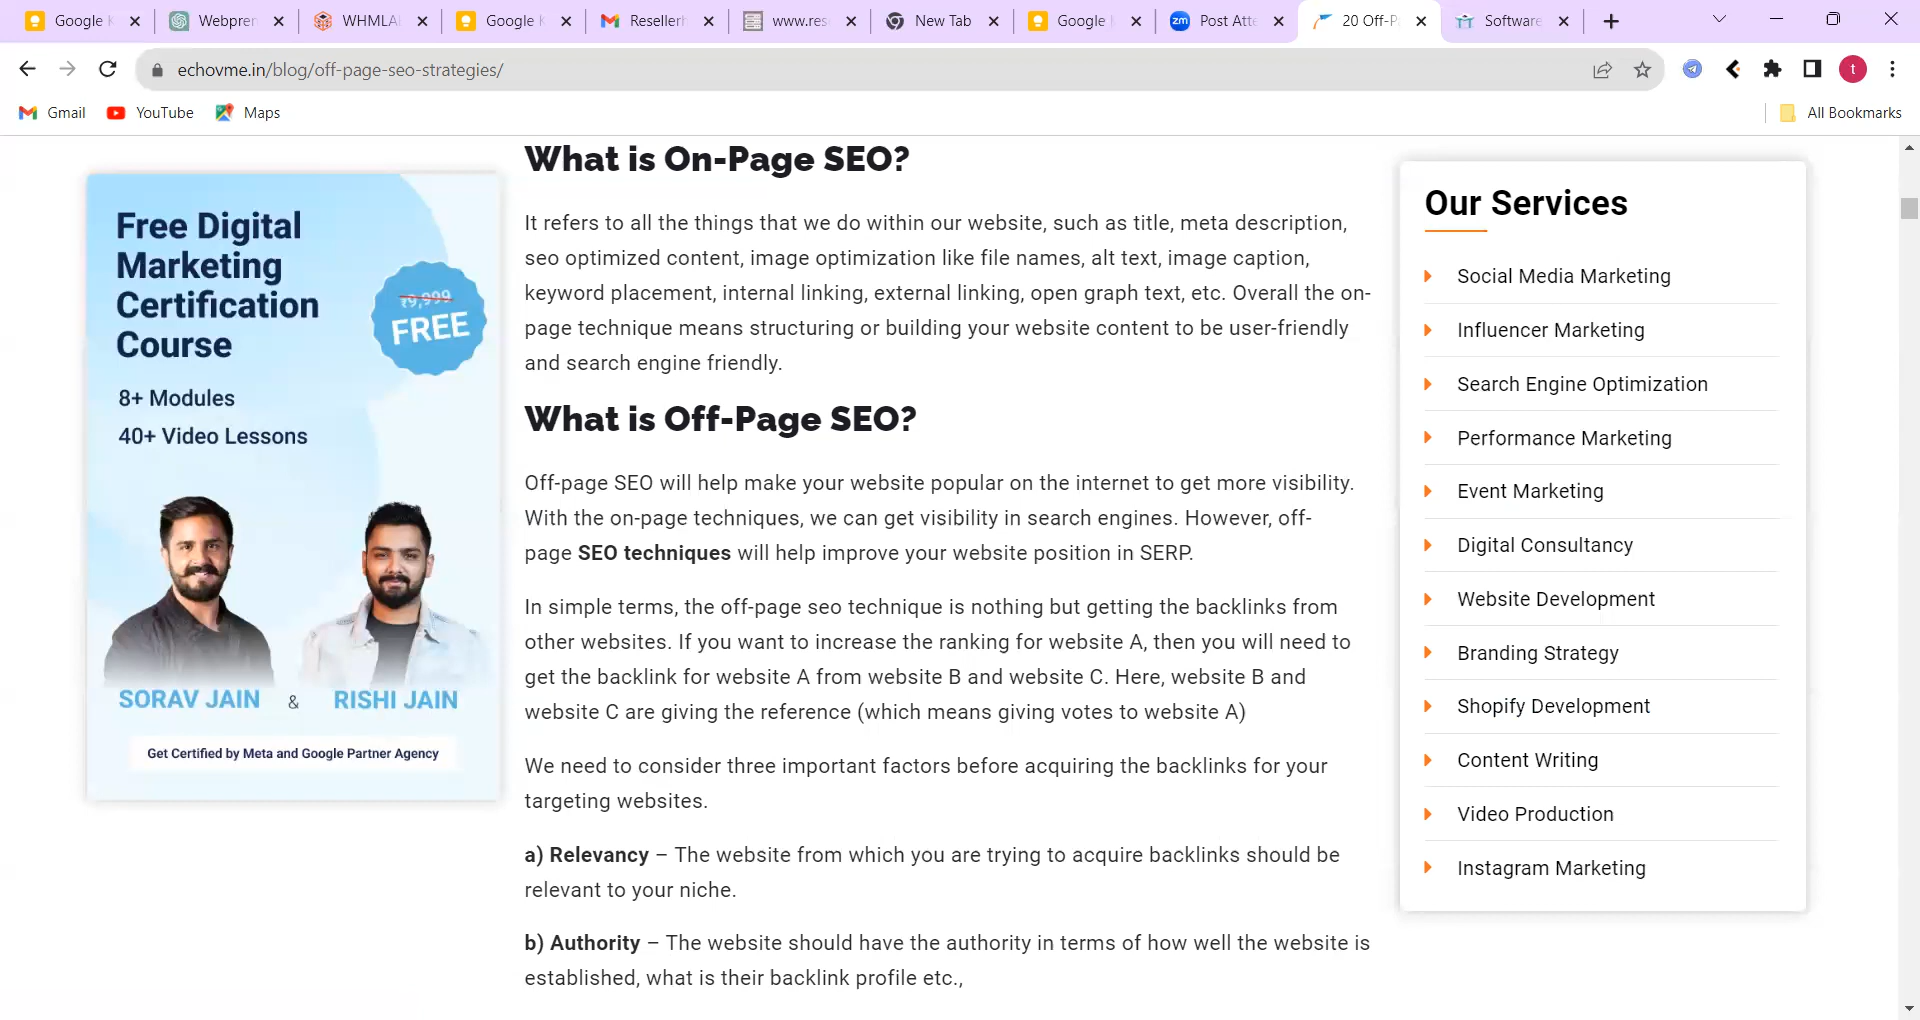 Google K
Webpren
WHMLA
Google K
Resellerh
www.res
New Tab
Google
zm
Post Atte
20 Off-P
Software
echovme.in/blog/off-page-seo-strategies/
t
Gmail
YouTube
Maps
All Bookmarks
Free Digital
Marketing
Certification
Course
₹9,999
FREE
8+ Modules
40+ Video Lessons
SORAV JAIN & RISHI JAIN
Get Certified by Meta and Google Partner Agency
What is On-Page SEO?
It refers to all the things that we do within our website, such as title, meta description,
seo optimized content, image optimization like file names, alt text, image caption,
keyword placement, internal linking, external linking, open graph text, etc. Overall the on-
page technique means structuring or building your website content to be user-friendly
and search engine friendly.
What is Off-Page SEO?
Off-page SEO will help make your website popular on the internet to get more visibility.
With the on-page techniques, we can get visibility in search engines. However, off-
page SEO techniques will help improve your website position in SERP.
In simple terms, the off-page seo technique is nothing but getting the backlinks from
other websites. If you want to increase the ranking for website A, then you will need to
get the backlink for website A from website B and website C. Here, website B and
website C are giving the reference (which means giving votes to website A)
We need to consider three important factors before acquiring the backlinks for your
targeting websites.
a) Relevancy – The website from which you are trying to acquire backlinks should be
relevant to your niche.
b) Authority – The website should have the authority in terms of how well the website is
established, what is their backlink profile etc.,
Our Services
Social Media Marketing
Influencer Marketing
Search Engine Optimization
Performance Marketing
Event Marketing
Digital Consultancy
Website Development
Branding Strategy
Shopify Development
Content Writing
Video Production
Instagram Marketing